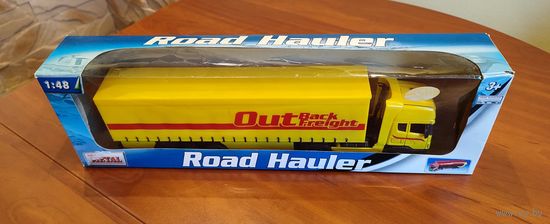 Road Hauler
1:48
3+
Out Back
Freight
METAL
Road Hauler